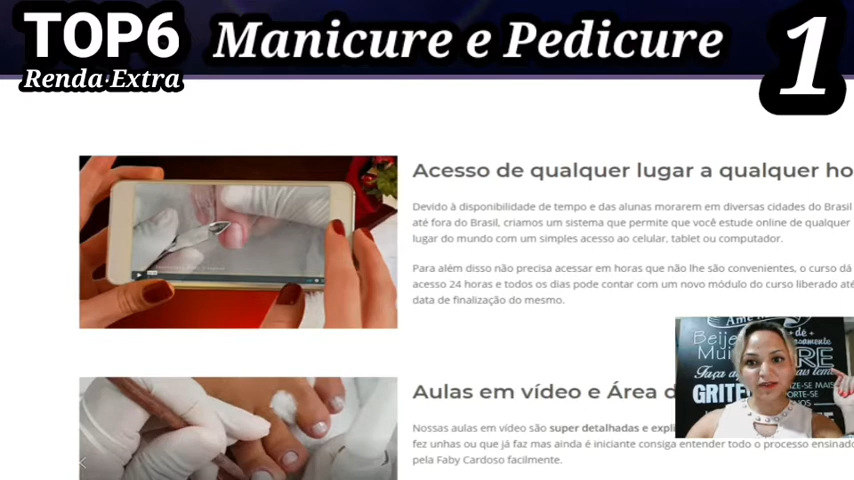 TOP6
Renda Extra
Manicure e Pedicure
1
Acesso de qualquer lugar a qualquer ho
Devido à disponibilidade de tempo e das alunas morarem em diversas cidades do Brasil
até fora do Brasil, criamos um sistema que permite que você estude online de qualquer
lugar do mundo com um simples acesso ao celular, tablet ou computador.
Para além disso não precisa acessar em horas que não lhe são convenientes, o curso dá
acesso 24 horas e todos os dias pode contar com um novo módulo do curso liberado até
data de finalização do mesmo.
Aulas em vídeo e Área d
Nossas aulas em vídeo são super detalhadas e expli
fez unhas ou que já faz mas ainda é iniciante consiga entender todo o processo ensinado
pela Faby Cardoso facilmente.
Beije
Mui
Faça
GRITE